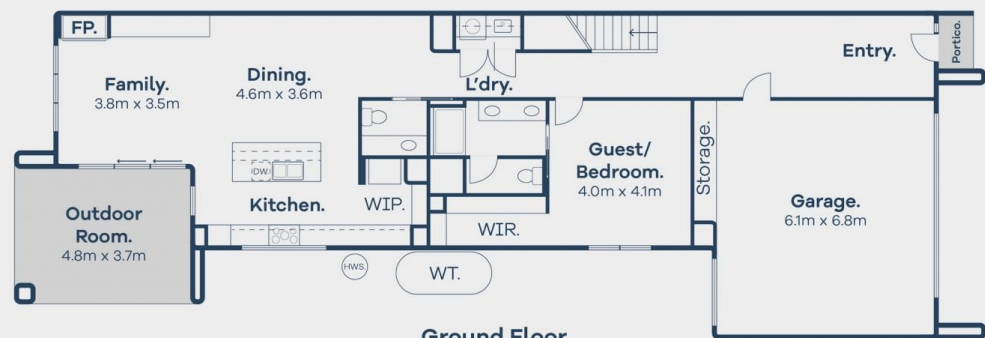 FP.
Family.
3.8m x 3.5m
Dining.
4.6m x 3.6m
L'dry.
Entry.
Portico.
DW.
Kitchen.
WIP.
WIR.
Guest/
Bedroom.
4.0m x 4.1m
Storage.
Garage.
6.1m x 6.8m
Outdoor
Room.
4.8m x 3.7m
HWS.
WT.
Ground Floor